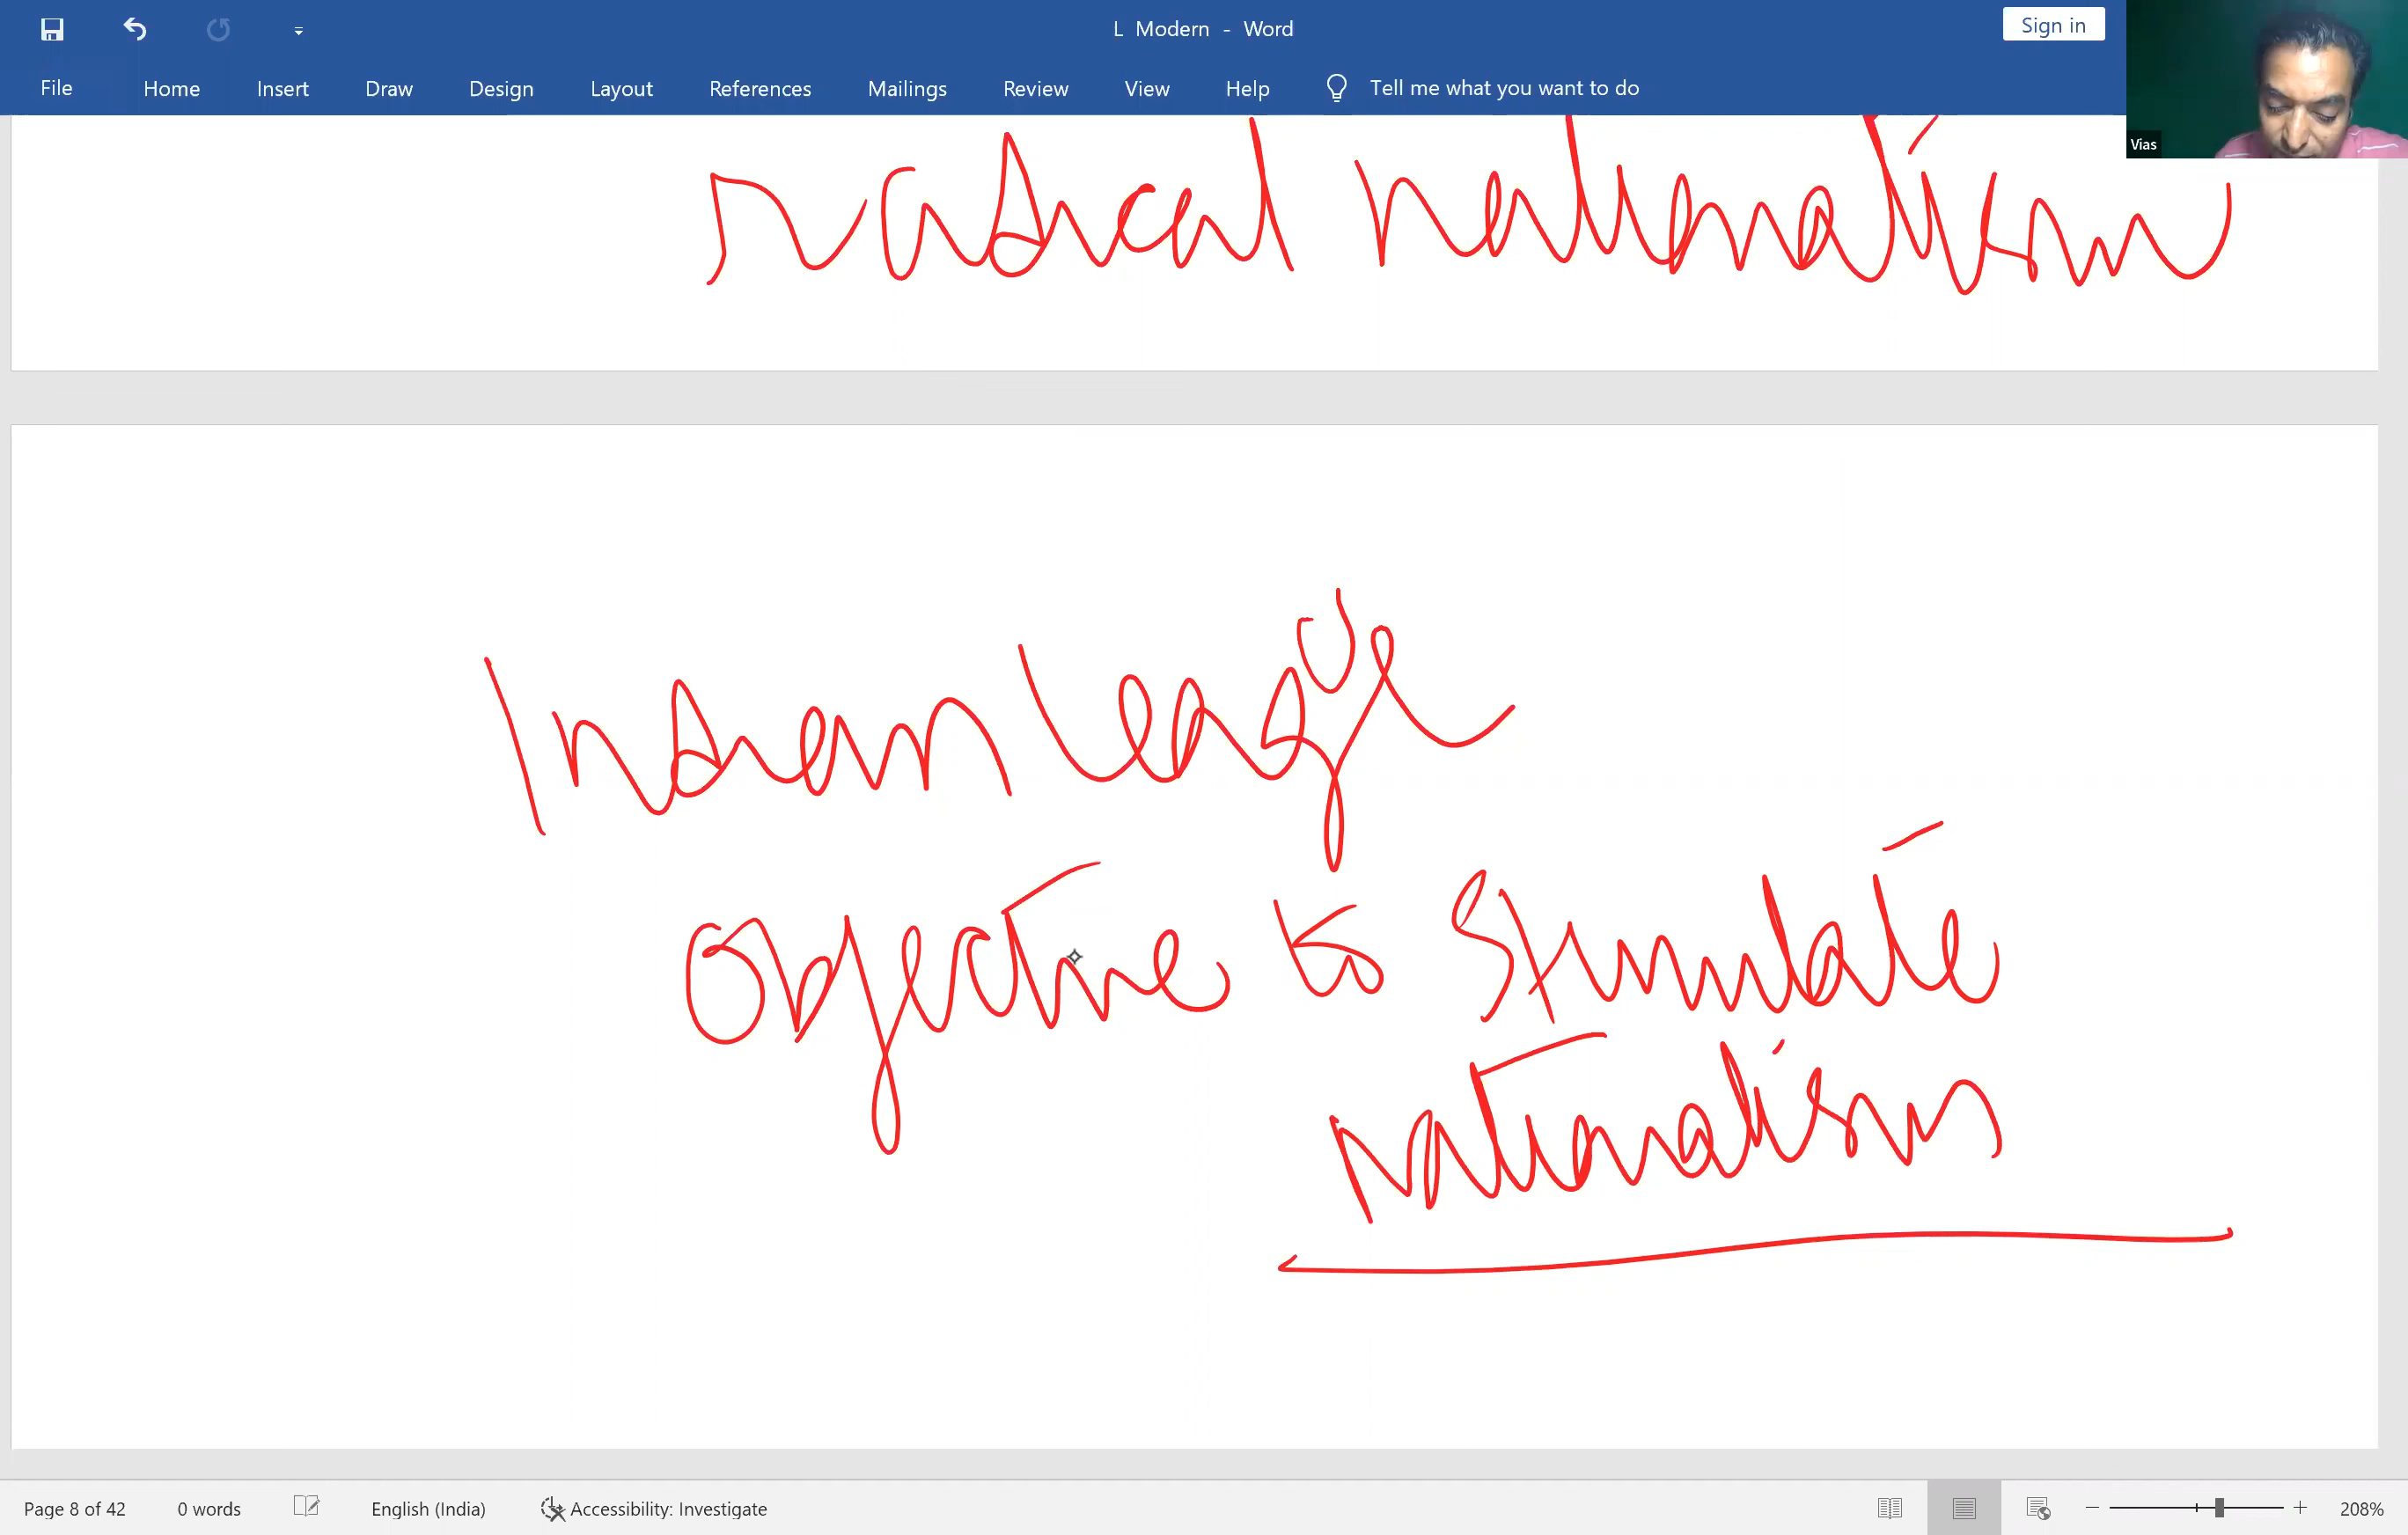 L Modern - Word
Sign in
File Home Insert Draw Design Layout References Mailings Review View Help Tell me what you want to do
Vias
radical nationalism
Indian League
objective to stimulate
nationalism
Page 8 of 42 0 words English (India) Accessibility: Investigate 208%